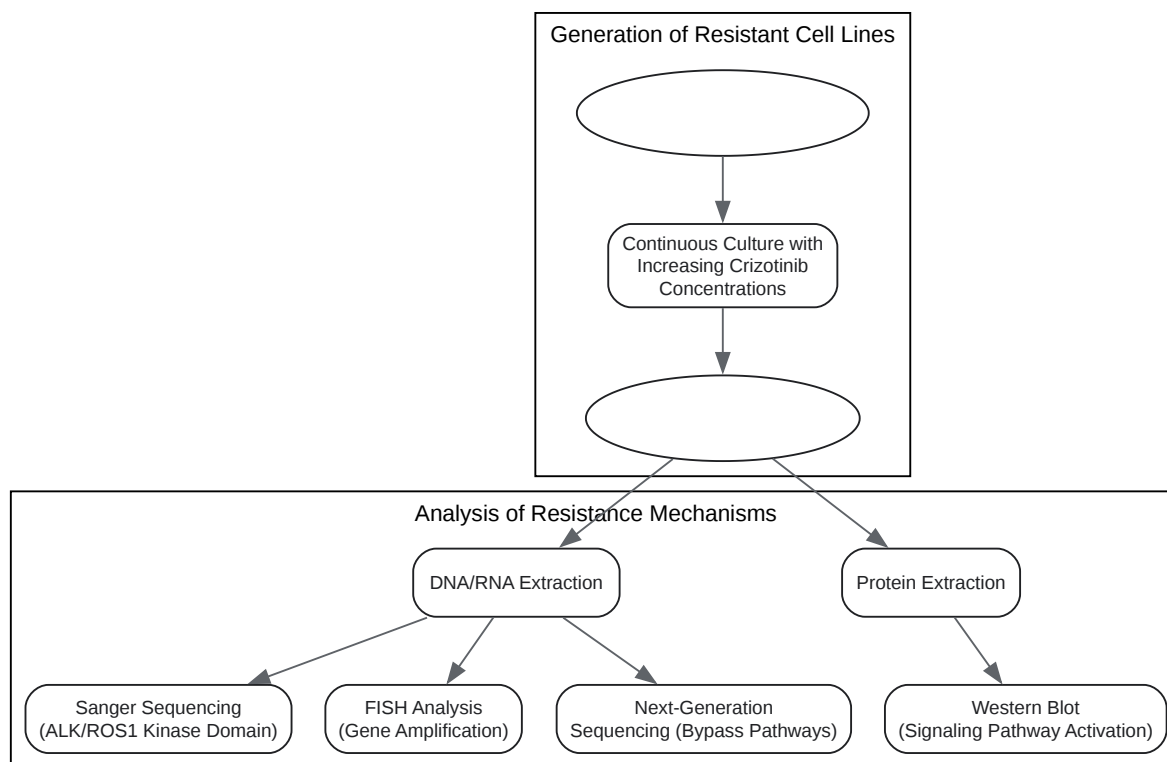 Generation of Resistant Cell Lines
Continuous Culture with
Increasing Crizotinib
Concentrations
Analysis of Resistance Mechanisms
DNA/RNA Extraction
Protein Extraction
Sanger Sequencing
(ALK/ROS1 Kinase Domain)
FISH Analysis
(Gene Amplification)
Next-Generation
Sequencing (Bypass Pathways)
Western Blot
(Signaling Pathway Activation)